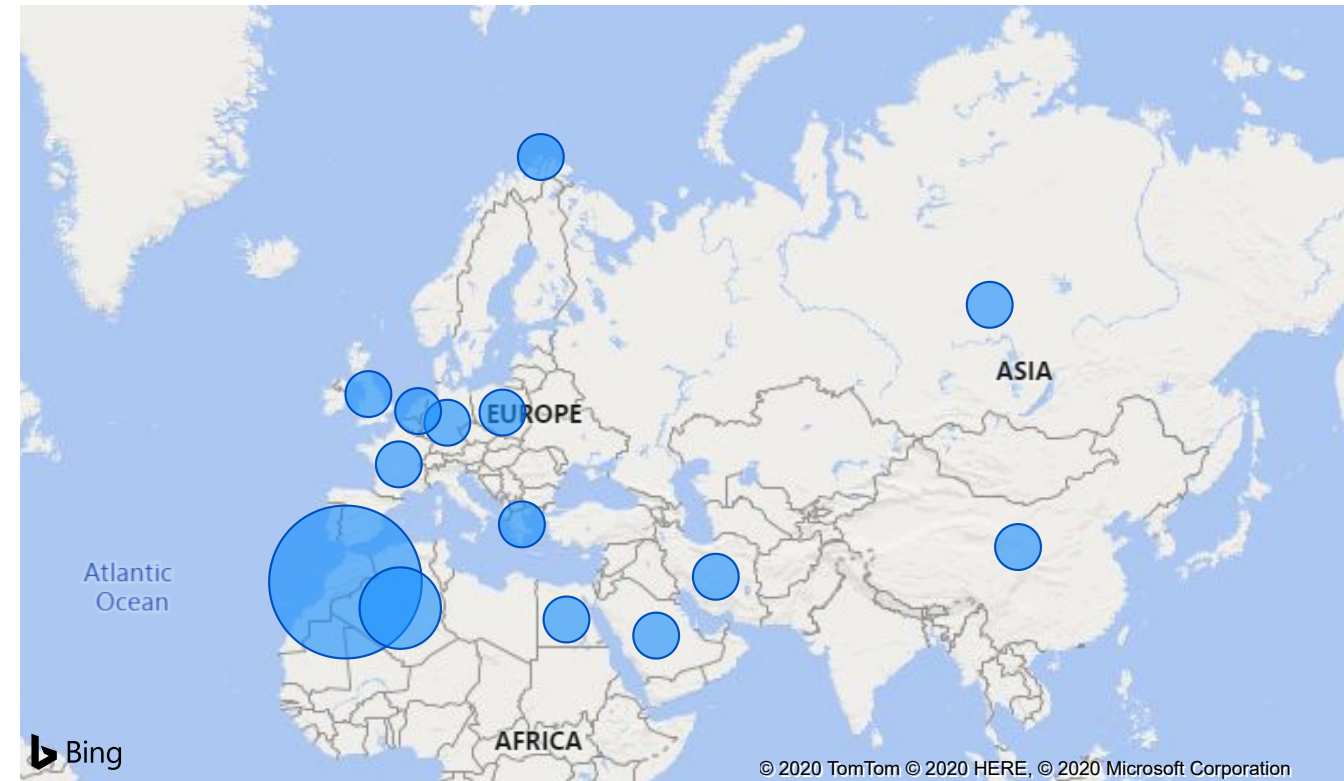 ASIA
EUROPE
Atlantic
Ocean
AFRICA
Bing
© 2020 TomTom © 2020 HERE, © 2020 Microsoft Corporation